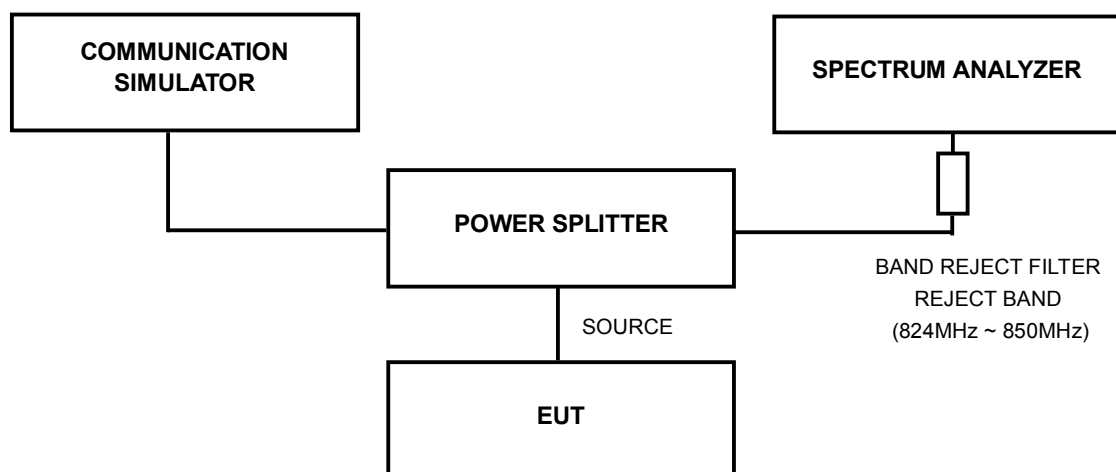 COMMUNICATION
SIMULATOR
SPECTRUM ANALYZER
POWER SPLITTER
BAND REJECT FILTER
REJECT BAND
(824MHz ~ 850MHz)
SOURCE
EUT